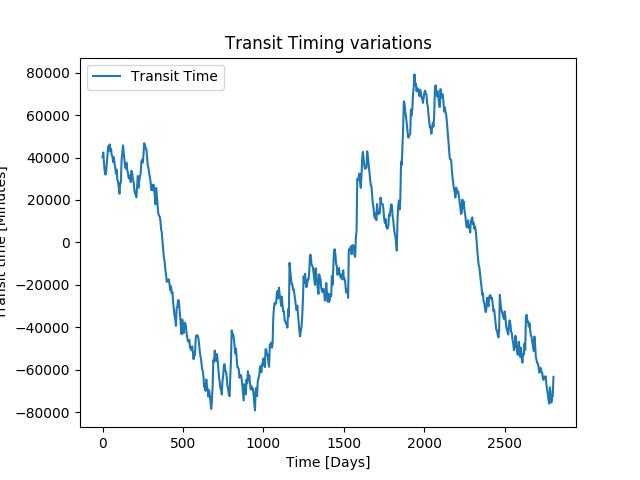 Transit Timing variations
Transit Time
80000
60000
40000
20000
0
−20000
−40000
−60000
−80000
Transit time [Minutes]
0 500 1000 1500 2000 2500
Time [Days]